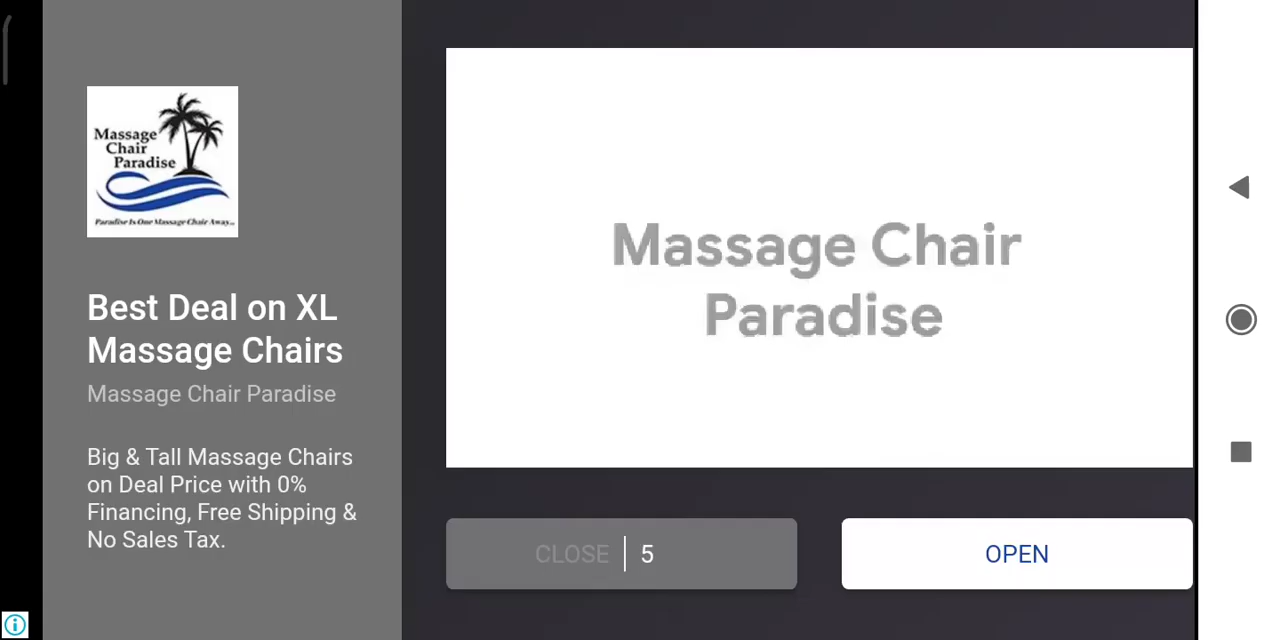 Massage
Chair
Paradise
Paradise Is One Massage Chair Away...
Best Deal on XL
Massage Chairs
Massage Chair Paradise
Big & Tall Massage Chairs
on Deal Price with 0%
Financing, Free Shipping &
No Sales Tax.
Massage Chair
Paradise
CLOSE 5
OPEN